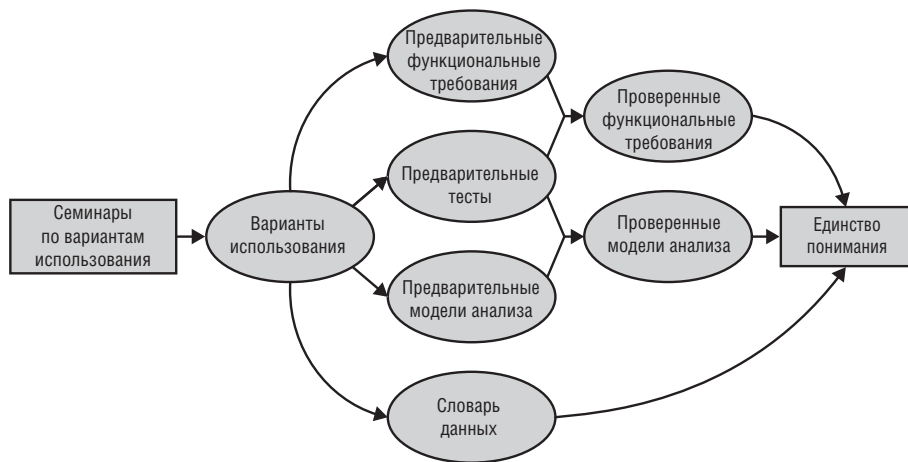 Семинары
по вариантам
использования
Варианты
использования
Предварительные
функциональные
требования
Предварительные
тесты
Предварительные
модели анализа
Словарь
данных
Проверенные
функциональные
требования
Проверенные
модели анализа
Единство
понимания